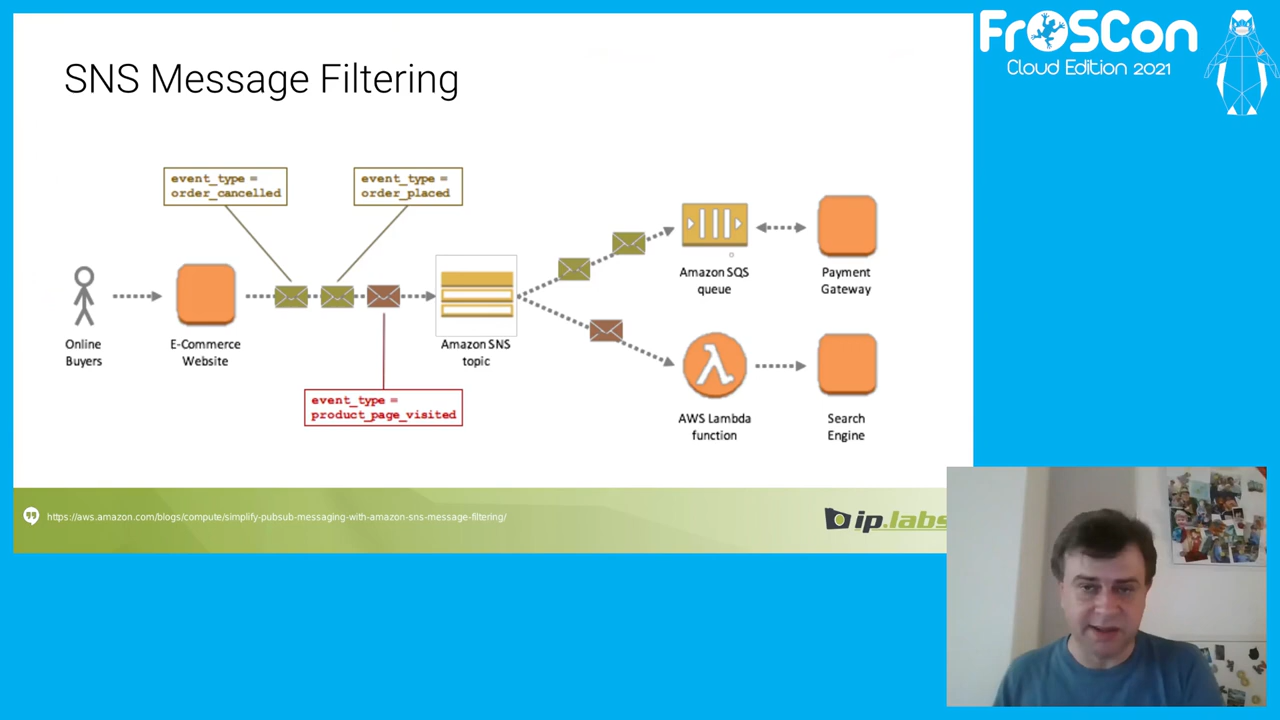 FrOSCon
Cloud Edition 2021
SNS Message Filtering
event_type =
order_cancelled
event_type =
order_placed
Online
Buyers
E-Commerce
Website
Amazon SNS
topic
event_type =
product_page_visited
Amazon SQS
queue
Payment
Gateway
AWS Lambda
function
Search
Engine
https://aws.amazon.com/blogs/compute/simplify-pubsub-messaging-with-amazon-sns-message-filtering/
ip.labs